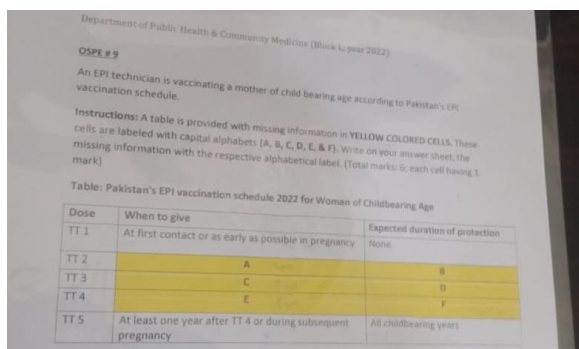 Department of Public Health & Community Medicine (Block L; year 2022)
OSPE # 9
An EPI technician is vaccinating a mother of child bearing age according to Pakistan's EPI
vaccination schedule.
Instructions: A table is provided with missing information in YELLOW COLORED CELLS. These
cells are labeled with capital alphabets (A, B, C, D, E, & F). Write on your answer sheet, the
missing information with the respective alphabetical label. (Total marks: 6, each cell having 1
mark)
Table: Pakistan's EPI vaccination schedule 2022 for Women of Childbearing Age
Dose When to give Expected duration of protection
TT 1 At first contact or as early as possible in pregnancy None
TT 2 A B
TT 3 C D
TT 4 E F
TT 5 At least one year after TT 4 or during subsequent All childbearing years
pregnancy